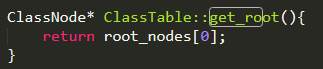 ClassNode* ClassTable::get_root(){
    return root_nodes[0];
}